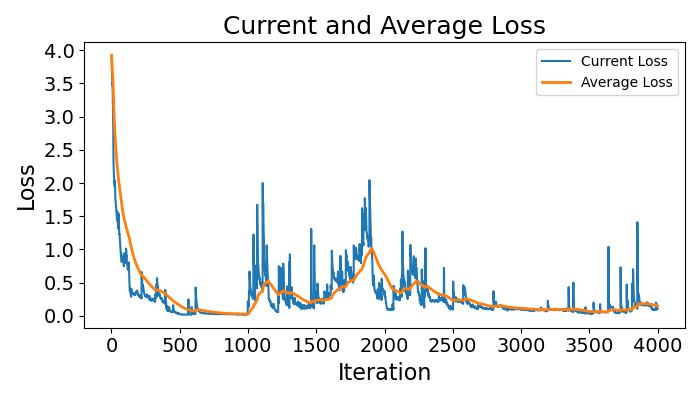 Current and Average Loss
Loss
4.0
3.5
3.0
2.5
2.0
1.5
1.0
0.5
0.0
Current Loss
Average Loss
0 500 1000 1500 2000 2500 3000 3500 4000
Iteration